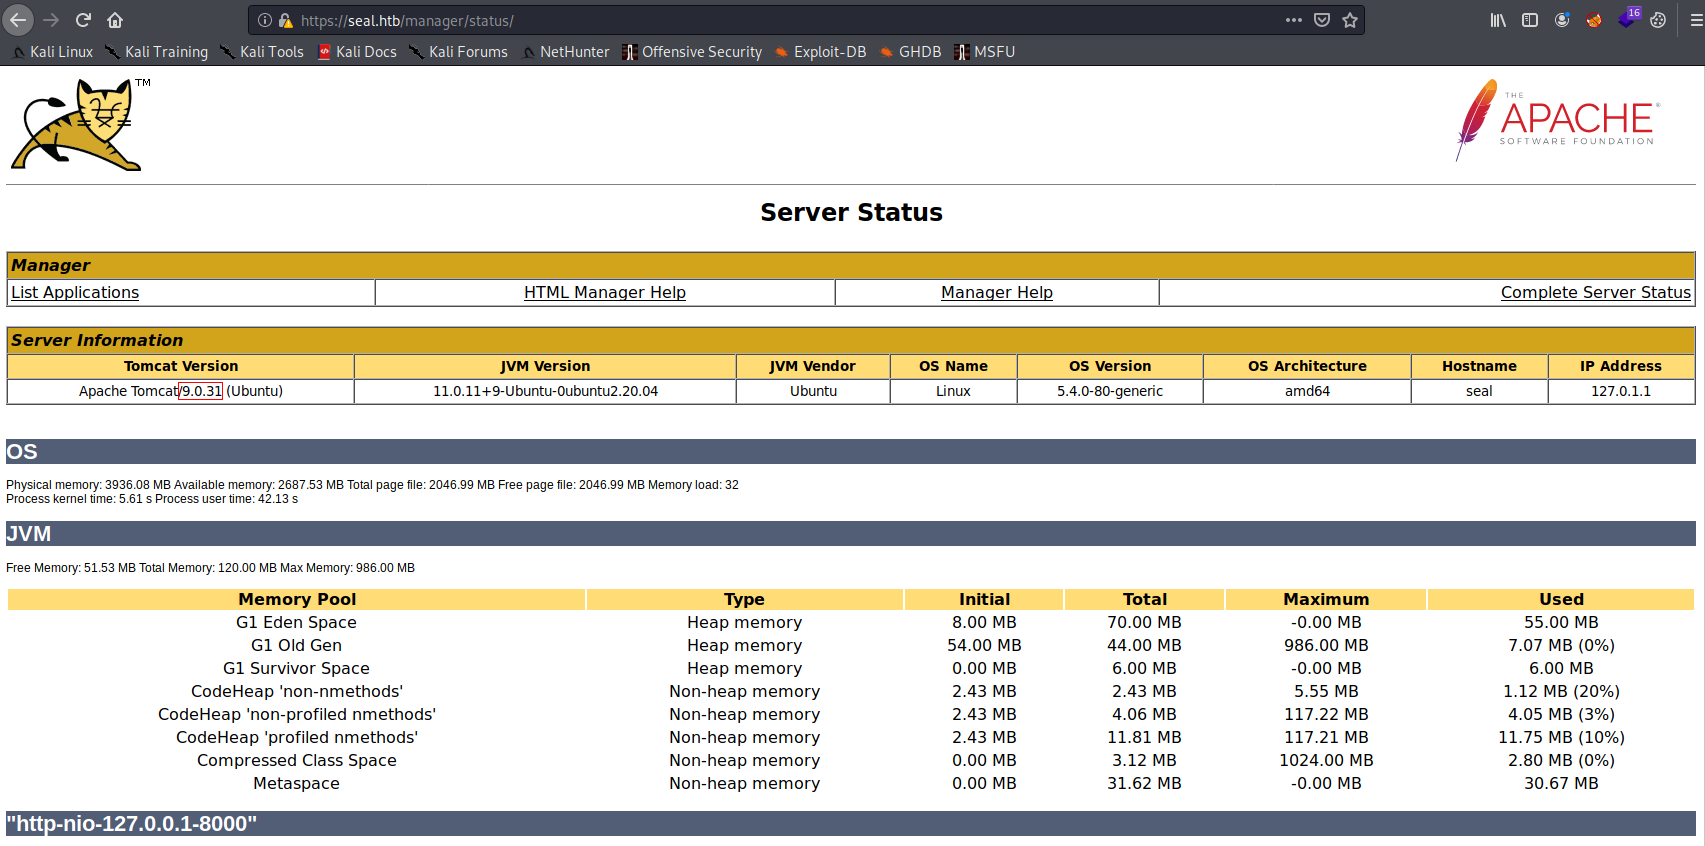 16
https://seal.htb/manager/status/
Kali Linux Kali Training Kali Tools Kali Docs Kali Forums NetHunter Offensive Security Exploit-DB GHDB MSFU
TM
THE
APACHE®
SOFTWARE FOUNDATION
Server Status
Manager
List Applications HTML Manager Help Manager Help Complete Server Status
Server Information
Tomcat Version JVM Version JVM Vendor OS Name OS Version OS Architecture Hostname IP Address
Apache Tomcat/9.0.31 (Ubuntu) 11.0.11+9-Ubuntu-0ubuntu2.20.04 Ubuntu Linux 5.4.0-80-generic amd64 seal 127.0.1.1
OS
Physical memory: 3936.08 MB Available memory: 2687.53 MB Total page file: 2046.99 MB Free page file: 2046.99 MB Memory load: 32
Process kernel time: 5.61 s Process user time: 42.13 s
JVM
Free Memory: 51.53 MB Total Memory: 120.00 MB Max Memory: 986.00 MB
Memory Pool Type Initial Total Maximum Used
G1 Eden Space Heap memory 8.00 MB 70.00 MB -0.00 MB 55.00 MB
G1 Old Gen Heap memory 54.00 MB 44.00 MB 986.00 MB 7.07 MB (0%)
G1 Survivor Space Heap memory 0.00 MB 6.00 MB -0.00 MB 6.00 MB
CodeHeap 'non-nmethods' Non-heap memory 2.43 MB 2.43 MB 5.55 MB 1.12 MB (20%)
CodeHeap 'non-profiled nmethods' Non-heap memory 2.43 MB 4.06 MB 117.22 MB 4.05 MB (3%)
CodeHeap 'profiled nmethods' Non-heap memory 2.43 MB 11.81 MB 117.21 MB 11.75 MB (10%)
Compressed Class Space Non-heap memory 0.00 MB 3.12 MB 1024.00 MB 2.80 MB (0%)
Metaspace Non-heap memory 0.00 MB 31.62 MB -0.00 MB 30.67 MB
"http-nio-127.0.0.1-8000"